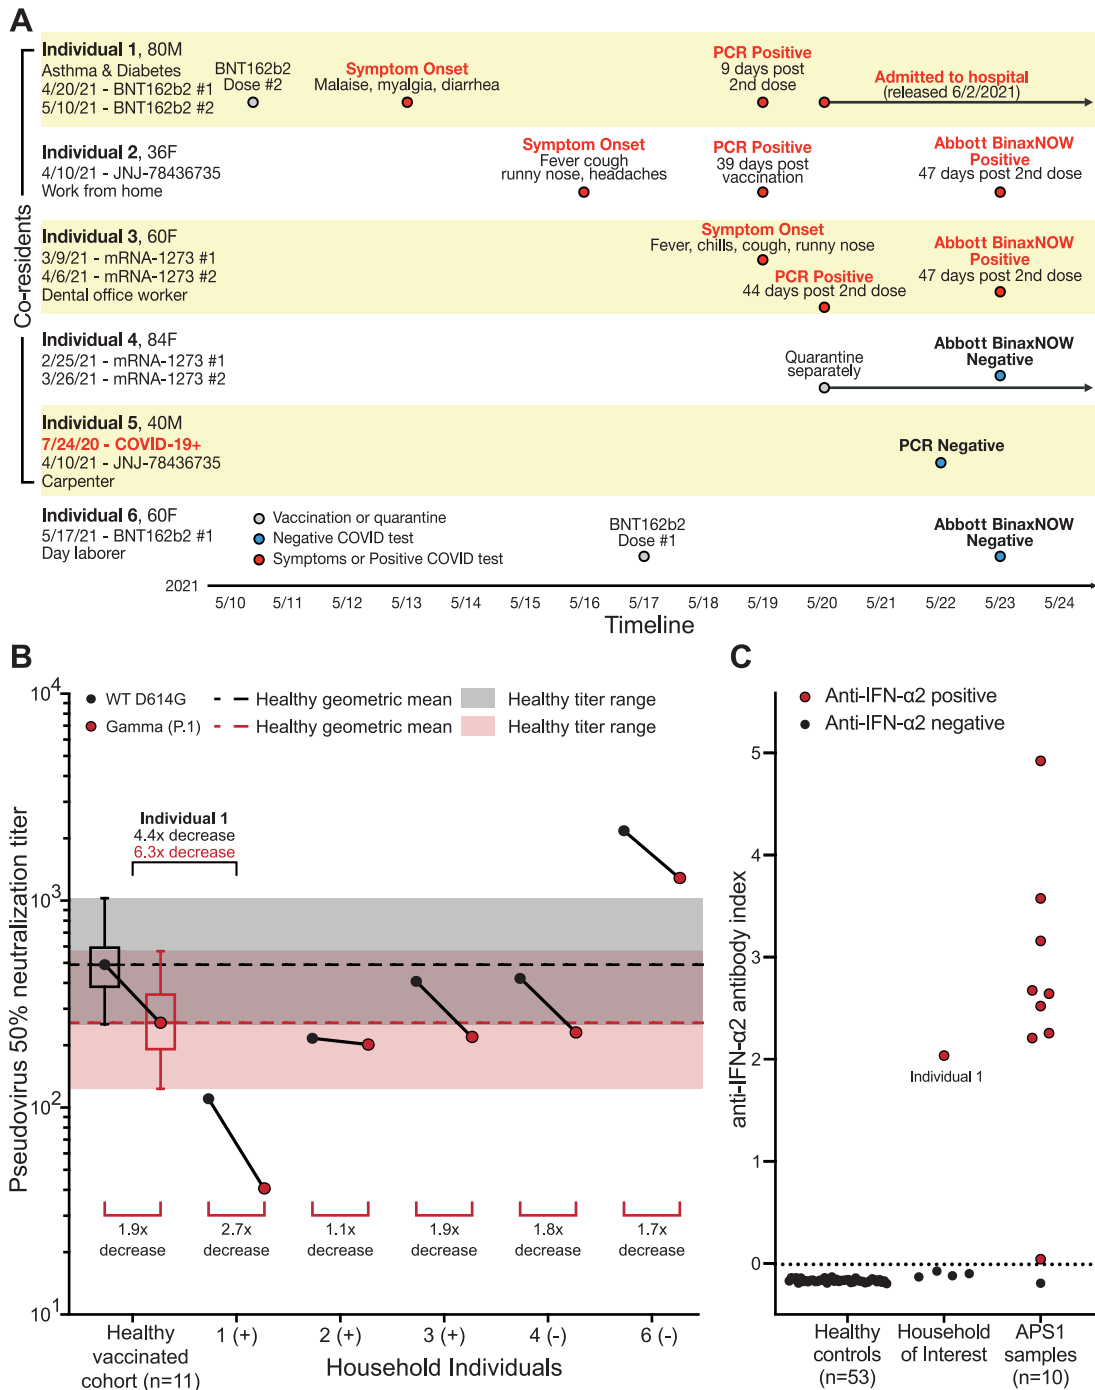 A
Individual 1, 80M
Asthma & Diabetes
4/20/21 - BNT162b2 #1
5/10/21 - BNT162b2 #2
BNT162b2
Dose #2
Symptom Onset
Malaise, myalgia, diarrhea
PCR Positive
9 days post
2nd dose
Admitted to hospital
(released 6/2/2021)
Co-residents
Individual 2, 36F
4/10/21 - JNJ-78436735
Work from home
Symptom Onset
Fever cough
runny nose, headaches
PCR Positive
39 days post
vaccination
Abbott BinaxNOW
Positive
47 days post 2nd dose
Individual 3, 60F
3/9/21 - mRNA-1273 #1
4/6/21 - mRNA-1273 #2
Dental office worker
Symptom Onset
Fever, chills, cough, runny nose
PCR Positive
44 days post 2nd dose
Abbott BinaxNOW
Positive
47 days post 2nd dose
Individual 4, 84F
2/25/21 - mRNA-1273 #1
3/26/21 - mRNA-1273 #2
Quarantine
separately
Abbott BinaxNOW
Negative
Individual 5, 40M
7/24/20 - COVID-19+
4/10/21 - JNJ-78436735
Carpenter
PCR Negative
Individual 6, 60F
5/17/21 - BNT162b2 #1
Day laborer
Vaccination or quarantine
Negative COVID test
Symptoms or Positive COVID test
BNT162b2
Dose #1
Abbott BinaxNOW
Negative
2021
5/10 5/11 5/12 5/13 5/14 5/15 5/16 5/17 5/18 5/19 5/20 5/21 5/22 5/23 5/24
Timeline
B
WT D614G
Healthy geometric mean
Healthy titer range
Gamma (P.1)
Healthy geometric mean
Healthy titer range
Pseudovirus 50% neutralization titer
10⁴
10³
10²
10¹
Individual 1
4.4x decrease
6.3x decrease
1.9x
decrease
2.7x
decrease
1.1x
decrease
1.9x
decrease
1.8x
decrease
1.7x
decrease
Healthy
vaccinated
cohort (n=11)
1 (+)
2 (+)
3 (+)
4 (-)
6 (-)
Household Individuals
C
Anti-IFN-α2 positive
Anti-IFN-α2 negative
anti-IFN-α2 antibody index
5
4
3
2
1
0
Individual 1
Healthy
controls
(n=53)
Household
of Interest
APS1
samples
(n=10)